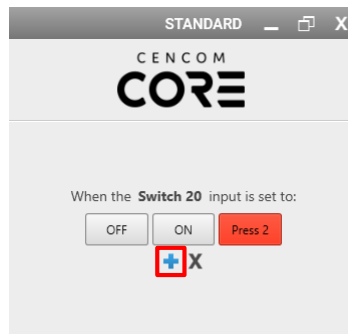 STANDARD
CENCOM
CORE
When the Switch 20 input is set to:
OFF ON Press 2
X